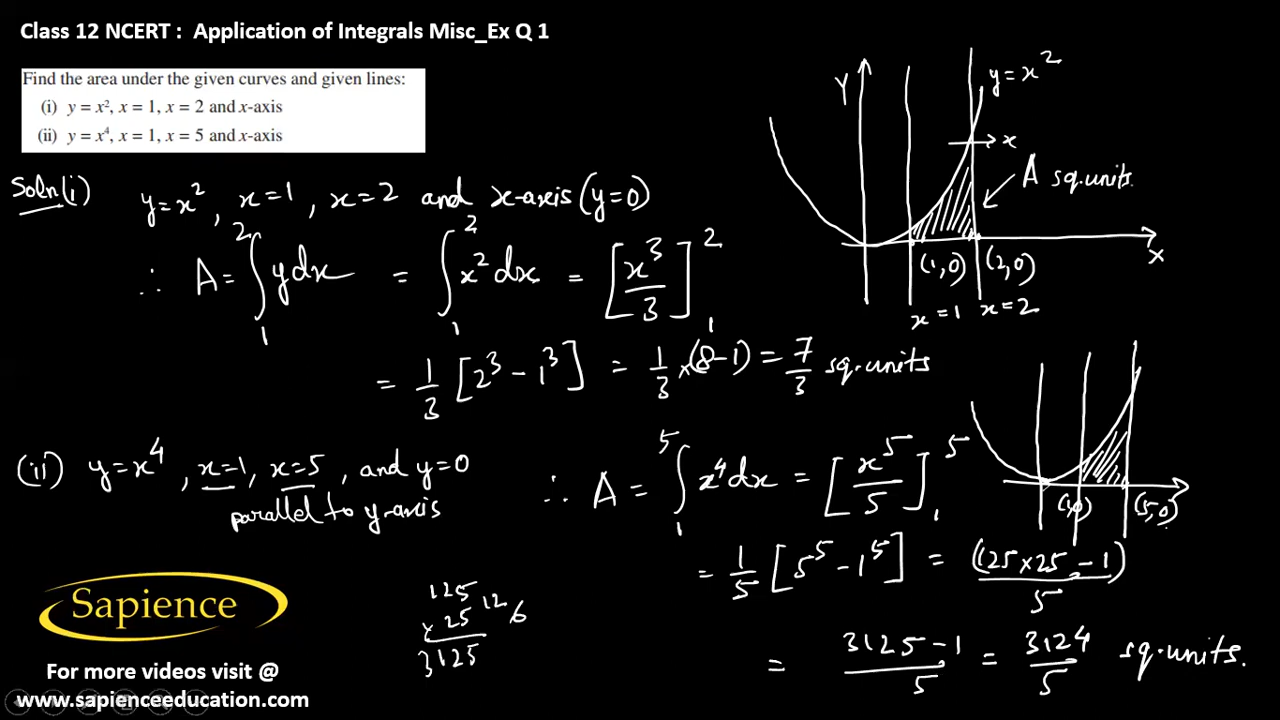 Class 12 NCERT : Application of Integrals Misc_Ex Q 1
Find the area under the given curves and given lines:
(i) y = x², x = 1, x = 2 and x-axis
(ii) y = x⁴, x = 1, x = 5 and x-axis
Soln(i) y=x², x=1, x=2 and x-axis (y=0)
∴ A = ∫₁² y dx = ∫₁² x² dx = [x³/3]₁²
= 1/3 [2³ - 1³] = 1/3 × (8-1) = 7/3 sq.units
Y
y=x²
x
A sq.units.
(1,0) (2,0)
X
x=1 x=2
(ii) y=x⁴, x=1, x=5, and y=0
parallel to y-axis
∴ A = ∫₁⁵ x⁴ dx = [x⁵/5]₁⁵
(1,0) (5,0)
= 1/5 [5⁵ - 1⁵] = (125×25 - 1)/5
= 3125-1/5 = 3124/5 sq.units.
125
× 25 12 6
3125
Sapience
For more videos visit @
www.sapienceeducation.com